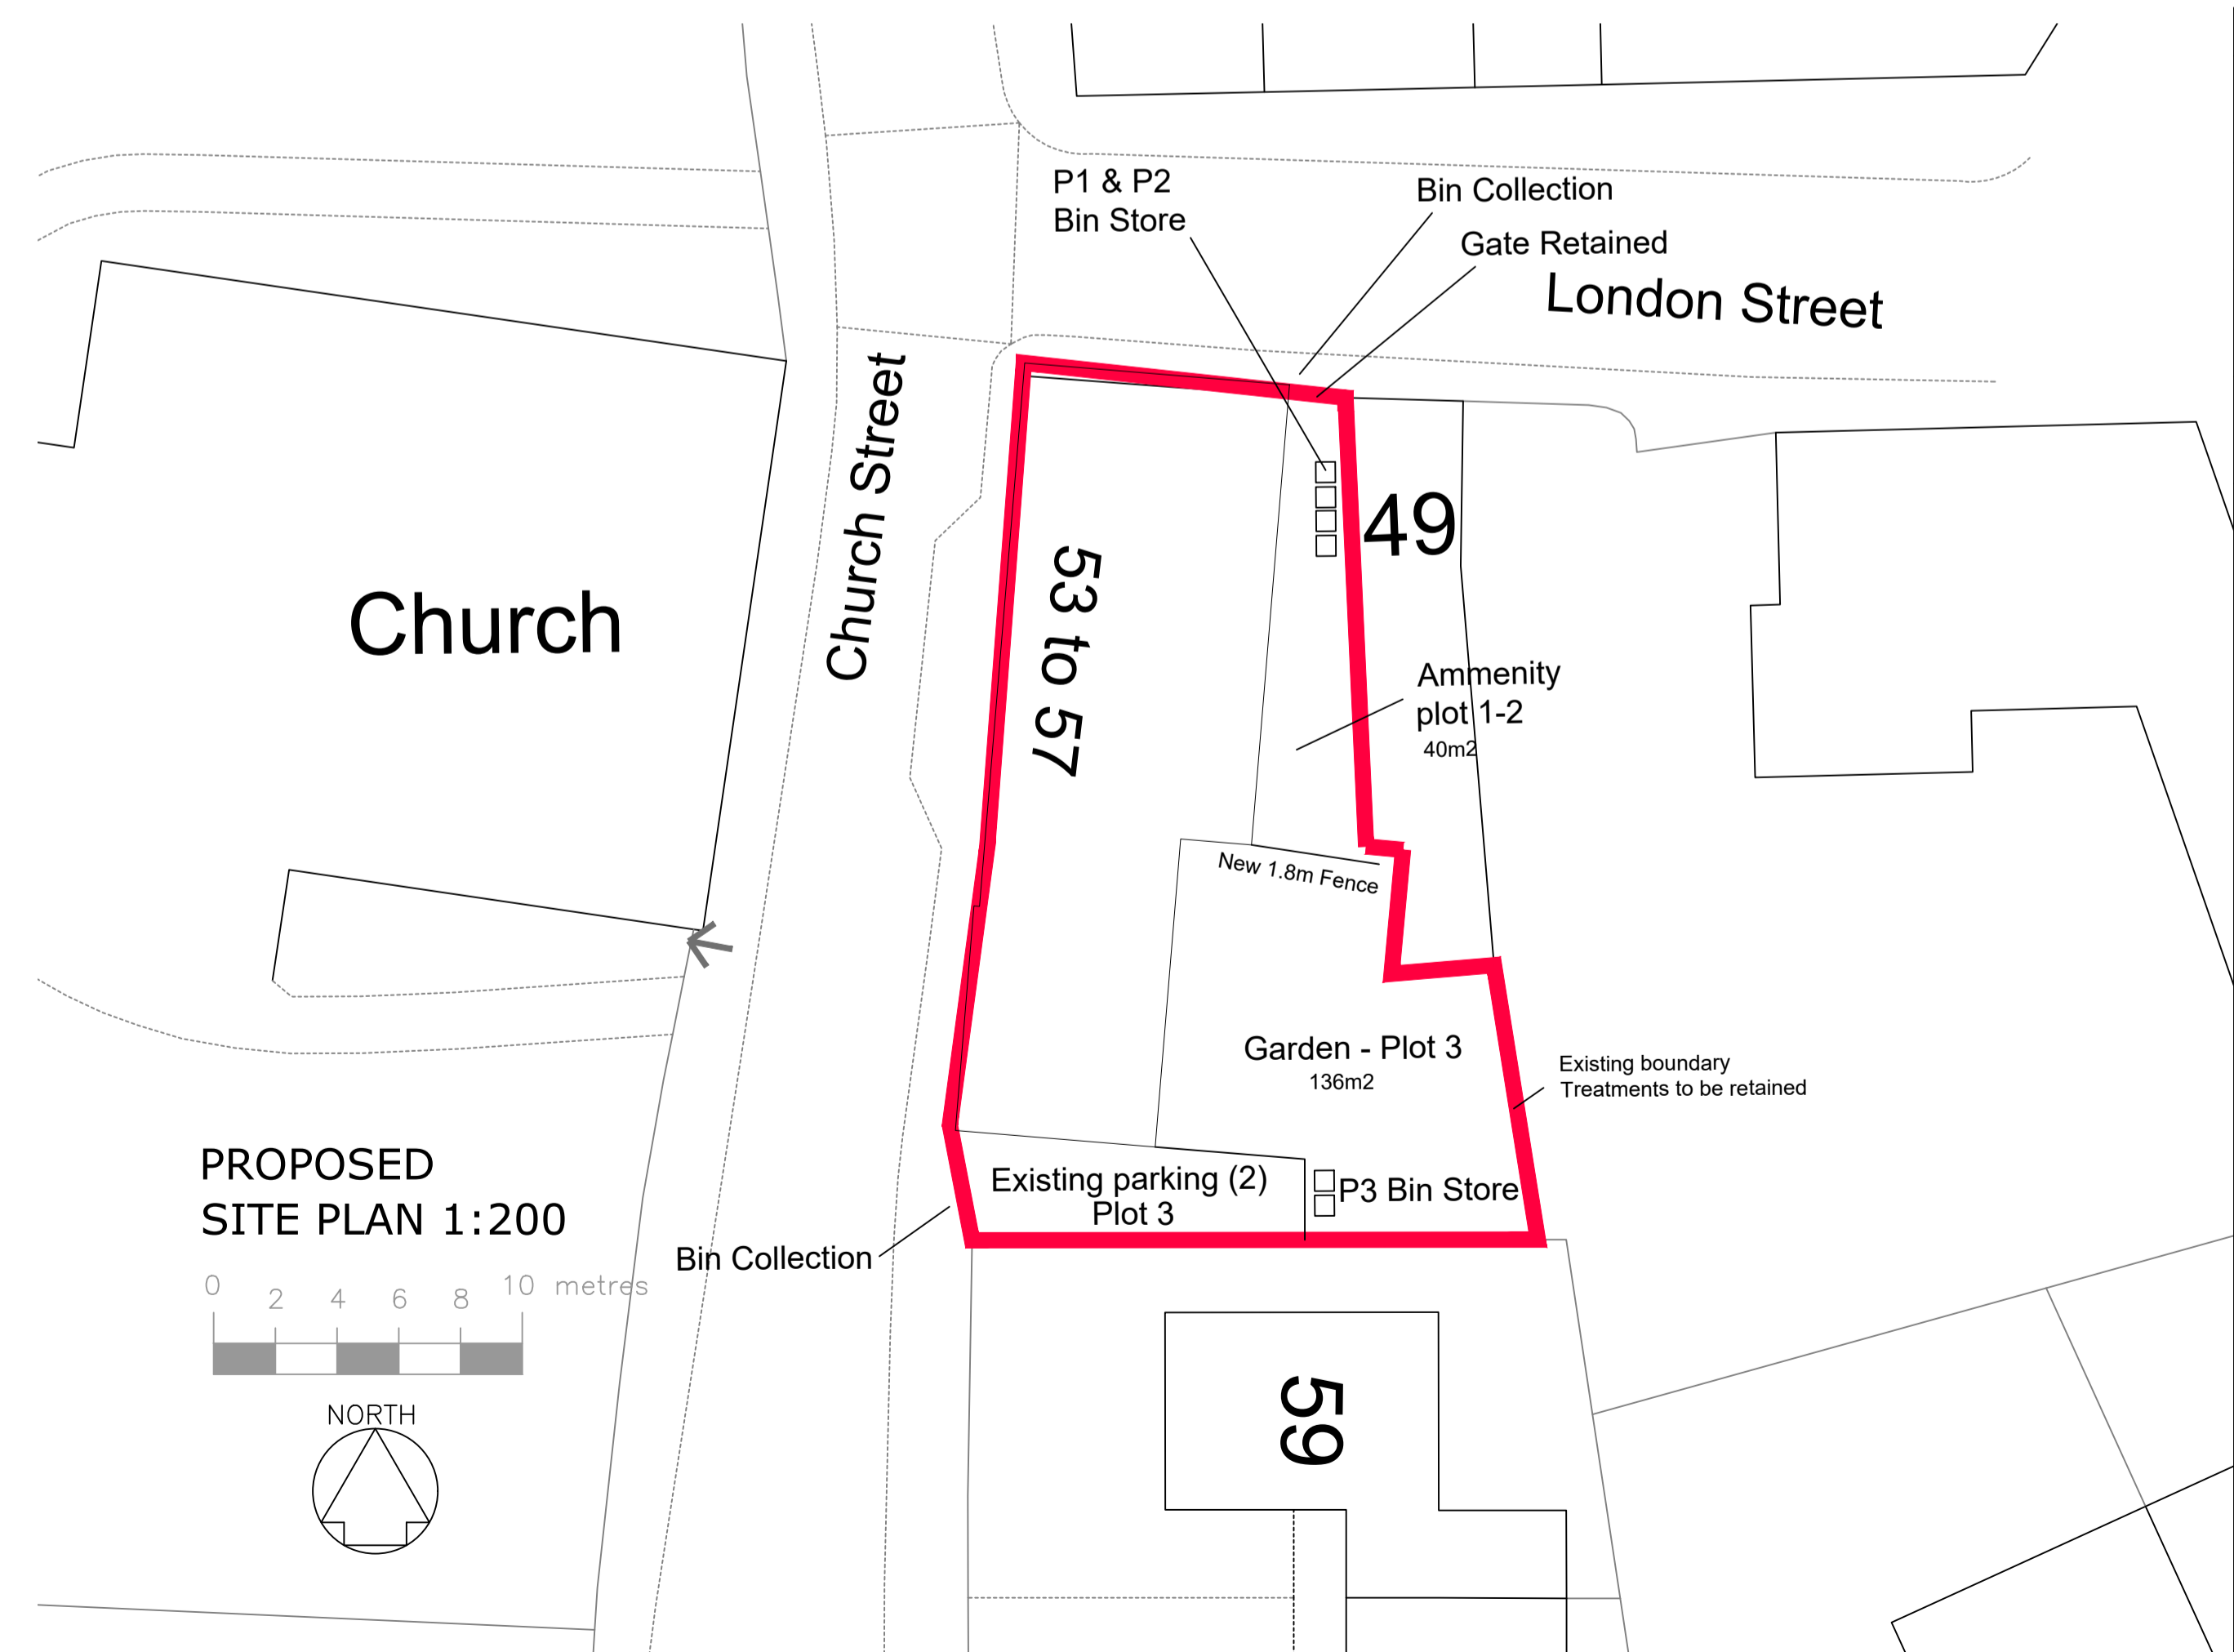 P1 & P2
Bin Store
Bin Collection
Gate Retained
London Street
Church Street
53 to 57
49
Church
Ammenity
plot 1-2
40m2
New 1.8m Fence
Garden - Plot 3
136m2
Existing boundary
Treatments to be retained
Existing parking (2)
Plot 3
P3 Bin Store
Bin Collection
PROPOSED
SITE PLAN 1:200
0 2 4 6 8 10 metres
NORTH
59